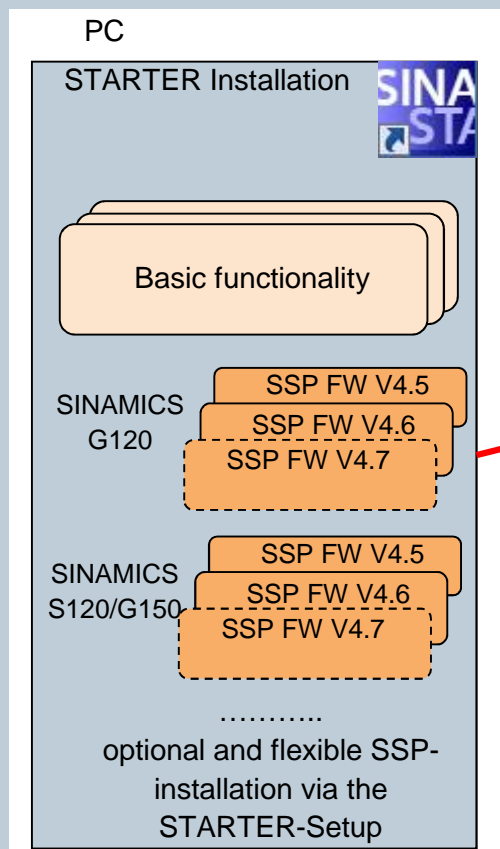 PC
STARTER Installation
SINA
STA
Basic functionality
SINAMICS
G120
SSP FW V4.5
SSP FW V4.6
SSP FW V4.7
SINAMICS
S120/G150
SSP FW V4.5
SSP FW V4.6
SSP FW V4.7
………..
optional and flexible SSP-
installation via the
STARTER-Setup